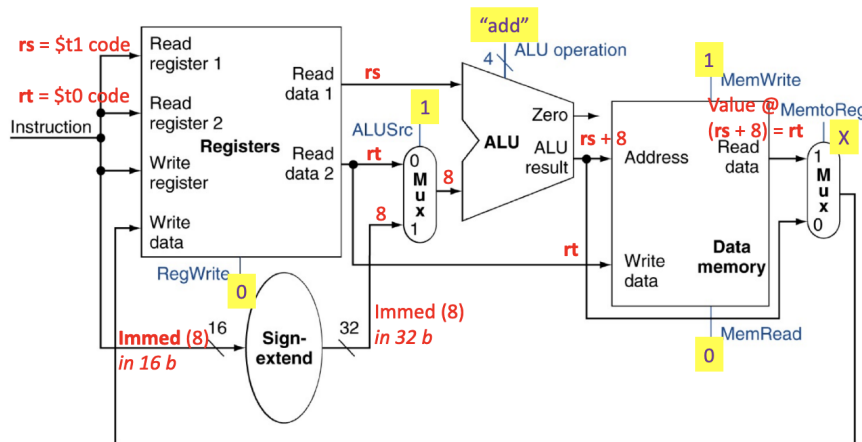 “add”
rs = $t1 code
Read
register 1
4
ALU operation
1
MemWrite
Read
data 1
rs
rt = $t0 code
Read
register 2
1
Value @
(rs + 8) = rt
MemtoReg
Instruction
Registers
ALUSrc
Zero
ALU
ALU
result
rs + 8
X
Write
register
Read
data 2
rt
0
Mux
1
8
8
Address
Read
data
1
Mux
0
Write
data
RegWrite
0
rt
Write
data
Data
memory
Immed (8)
in 16 b
16
Sign-
extend
32
Immed (8)
in 32 b
MemRead
0